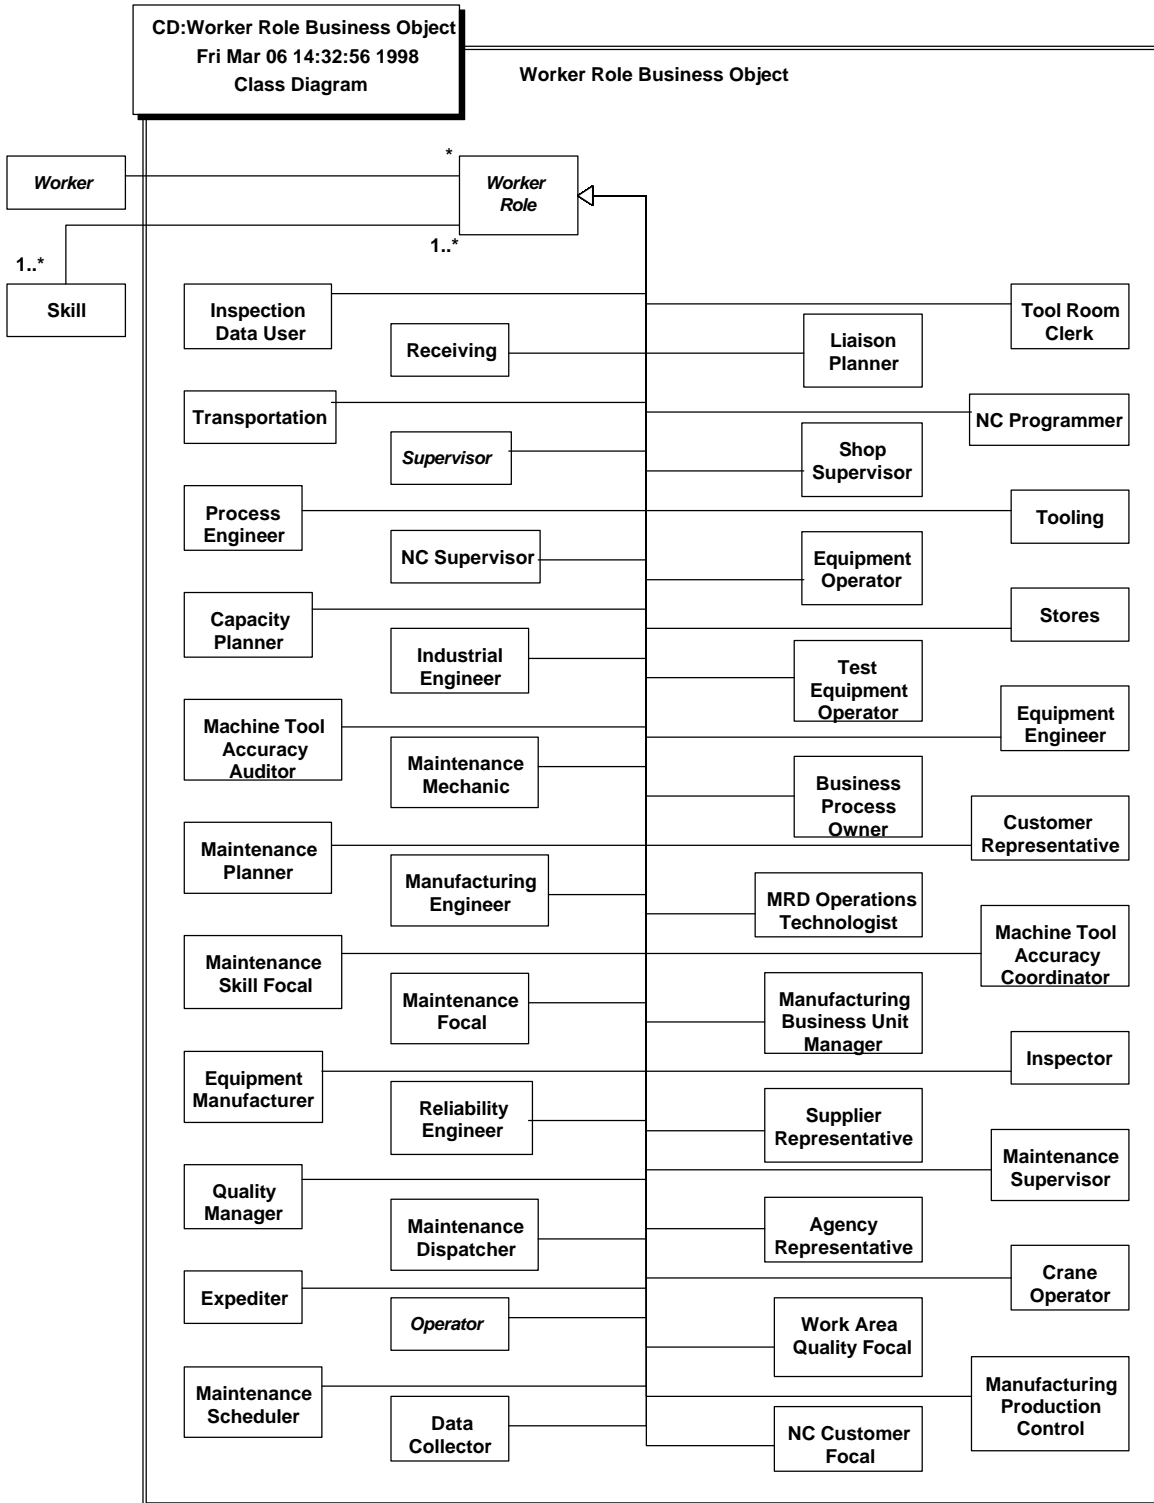 CD:Worker Role Business Object
Fri Mar 06 14:32:56 1998
Class Diagram
Worker Role Business Object
Worker
*
Worker
Role
1..*
1..*
Skill
Inspection
Data User
Receiving
Liaison
Planner
Tool Room
Clerk
Transportation
Supervisor
Shop
Supervisor
NC Programmer
Process
Engineer
NC Supervisor
Equipment
Operator
Tooling
Capacity
Planner
Industrial
Engineer
Test
Equipment
Operator
Stores
Machine Tool
Accuracy
Auditor
Maintenance
Mechanic
Business
Process
Owner
Equipment
Engineer
Maintenance
Planner
Manufacturing
Engineer
MRD Operations
Technologist
Customer
Representative
Maintenance
Skill Focal
Maintenance
Focal
Manufacturing
Business Unit
Manager
Machine Tool
Accuracy
Coordinator
Equipment
Manufacturer
Reliability
Engineer
Supplier
Representative
Inspector
Quality
Manager
Maintenance
Dispatcher
Agency
Representative
Maintenance
Supervisor
Expediter
Operator
Work Area
Quality Focal
Crane
Operator
Maintenance
Scheduler
Data
Collector
NC Customer
Focal
Manufacturing
Production
Control